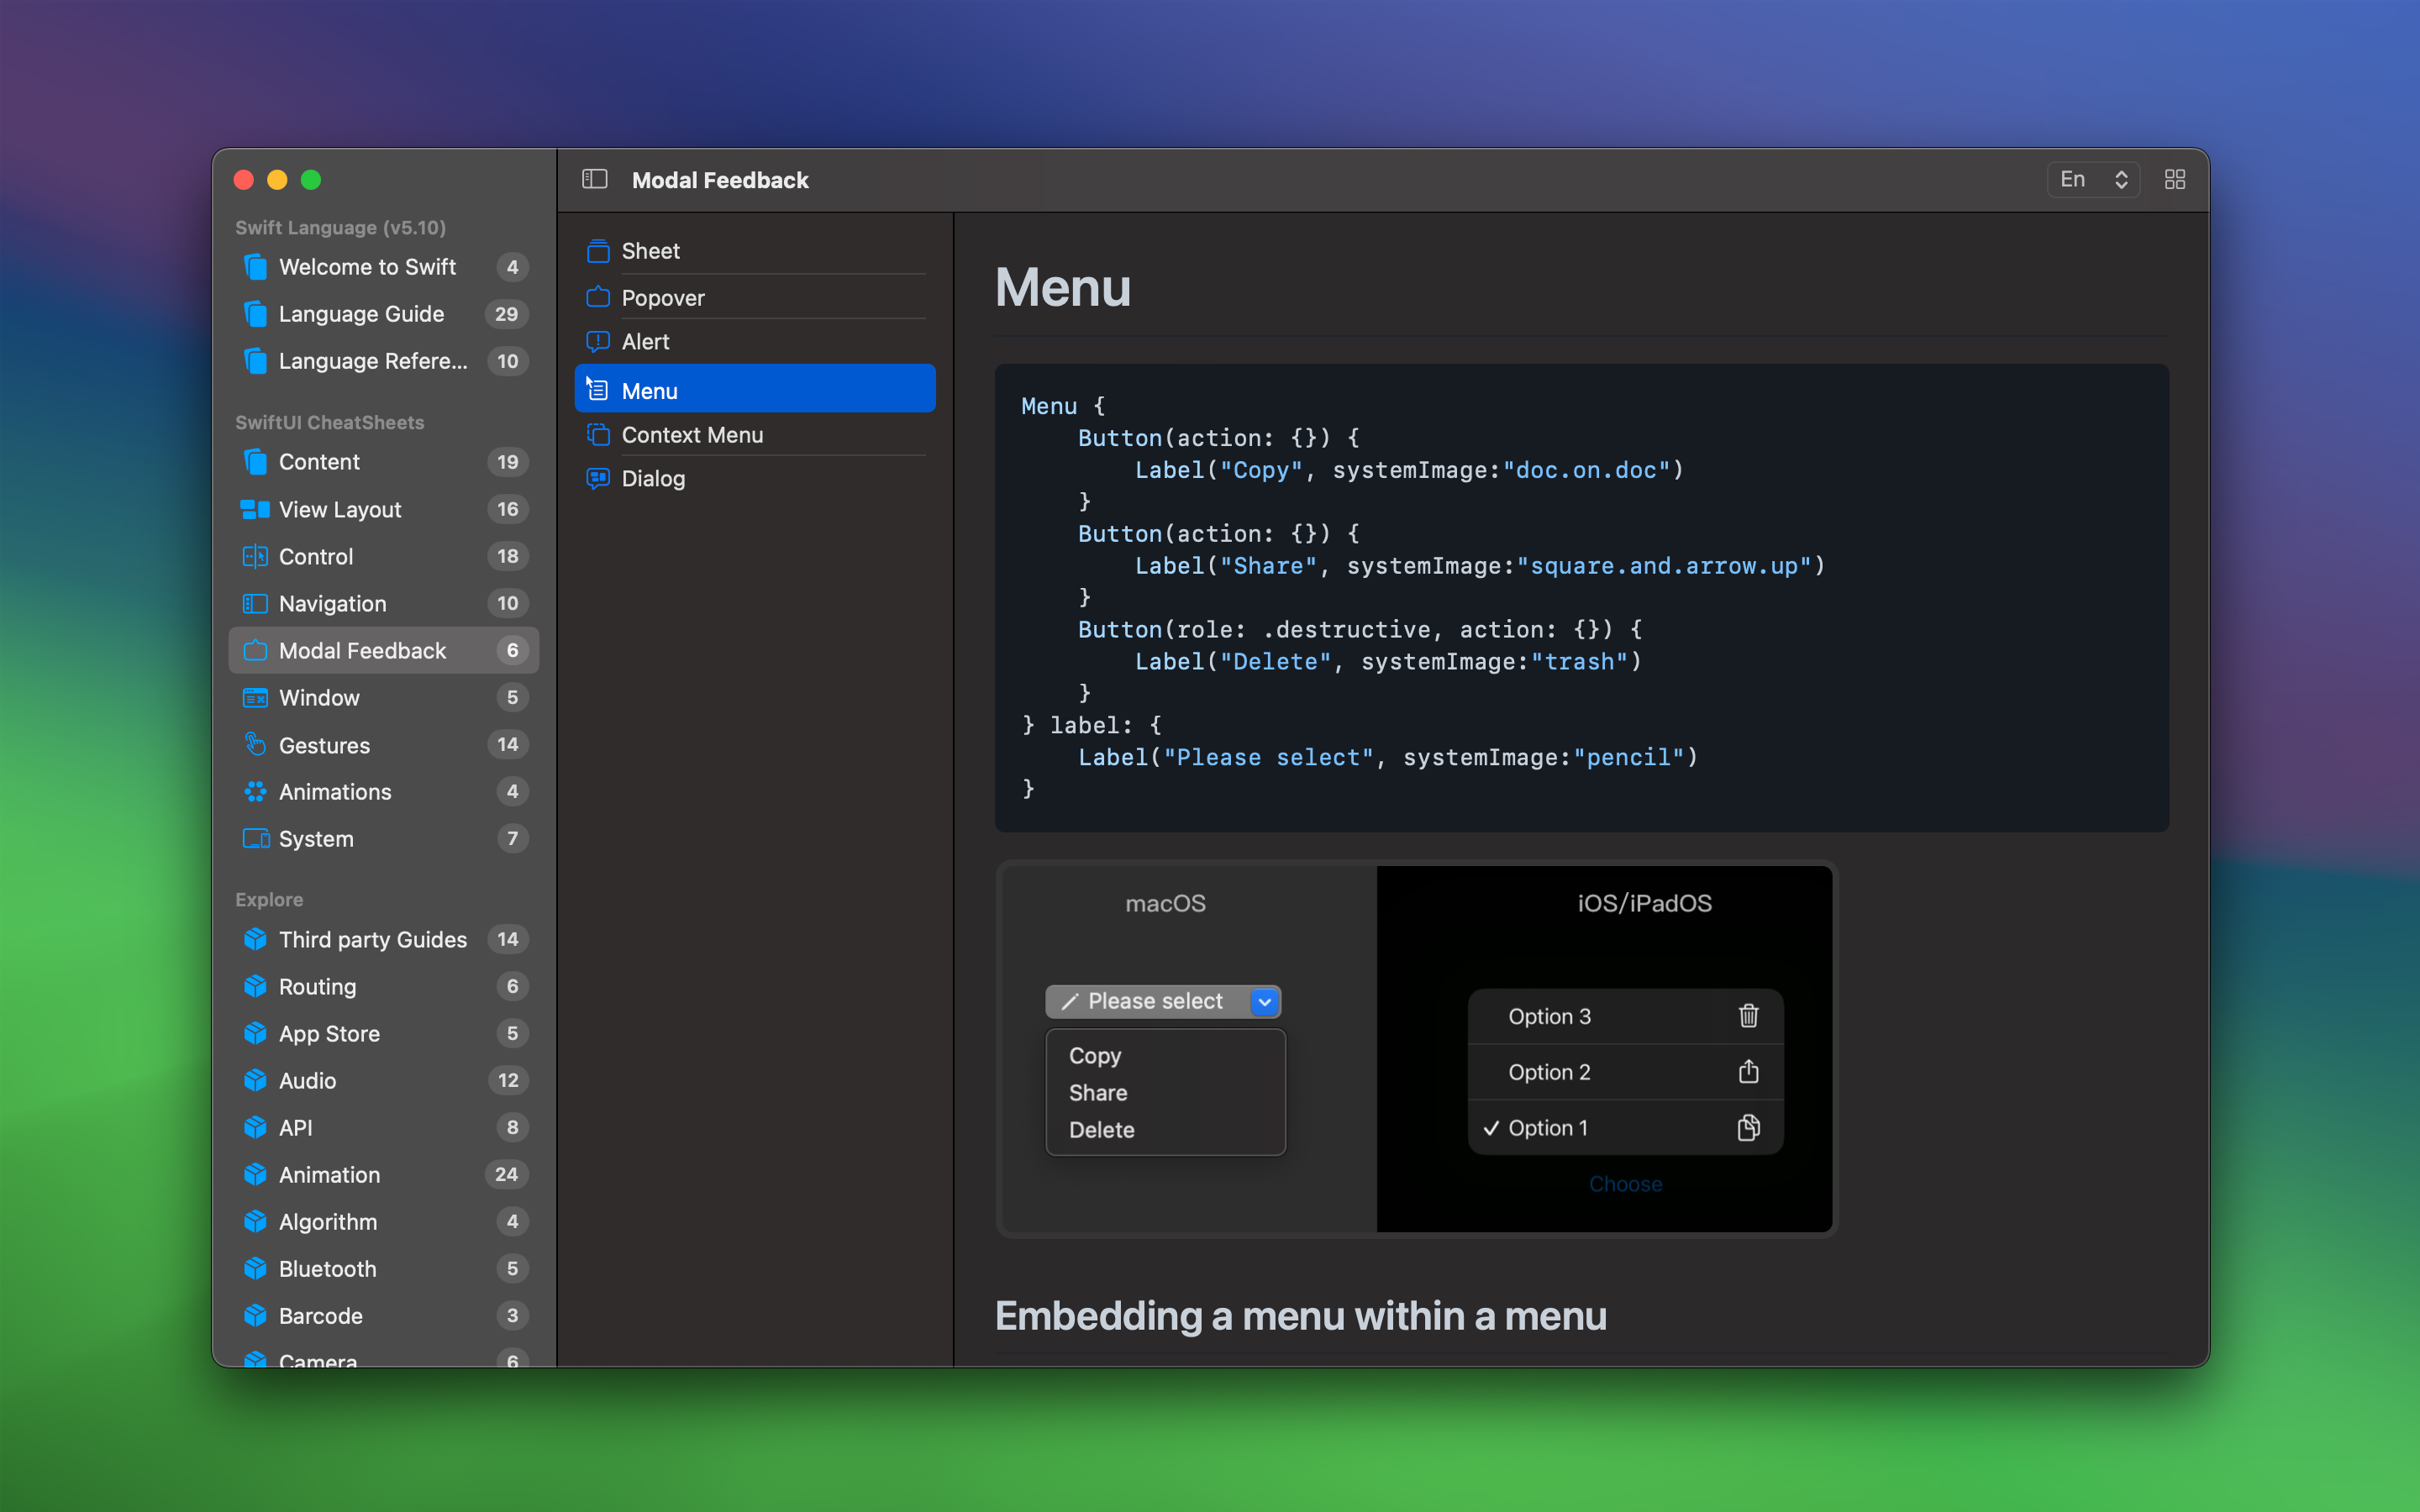 Modal Feedback
En
Swift Language (v5.10)
Welcome to Swift 4
Language Guide 29
Language Refere... 10
SwiftUI CheatSheets
Content 19
View Layout 16
Control 18
Navigation 10
Modal Feedback 6
Window 5
Gestures 14
Animations 4
System 7
Explore
Third party Guides 14
Routing 6
App Store 5
Audio 12
API 8
Animation 24
Algorithm 4
Bluetooth 5
Barcode 3
Camera 6
Sheet
Popover
Alert
Menu
Context Menu
Dialog
Menu
Menu {
    Button(action: {}) {
        Label("Copy", systemImage:"doc.on.doc")
    }
    Button(action: {}) {
        Label("Share", systemImage:"square.and.arrow.up")
    }
    Button(role: .destructive, action: {}) {
        Label("Delete", systemImage:"trash")
    }
} label: {
    Label("Please select", systemImage:"pencil")
}
macOS
Please select
Copy
Share
Delete
iOS/iPadOS
Option 3
Option 2
✓ Option 1
Choose
Embedding a menu within a menu